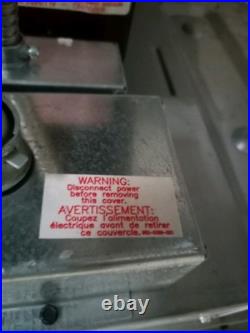 WARNING:
Disconnect power
before removing
this cover.
AVERTISSEMENT:
Coupez l'alimentation
électrique avant de retirer
ce couvercle.